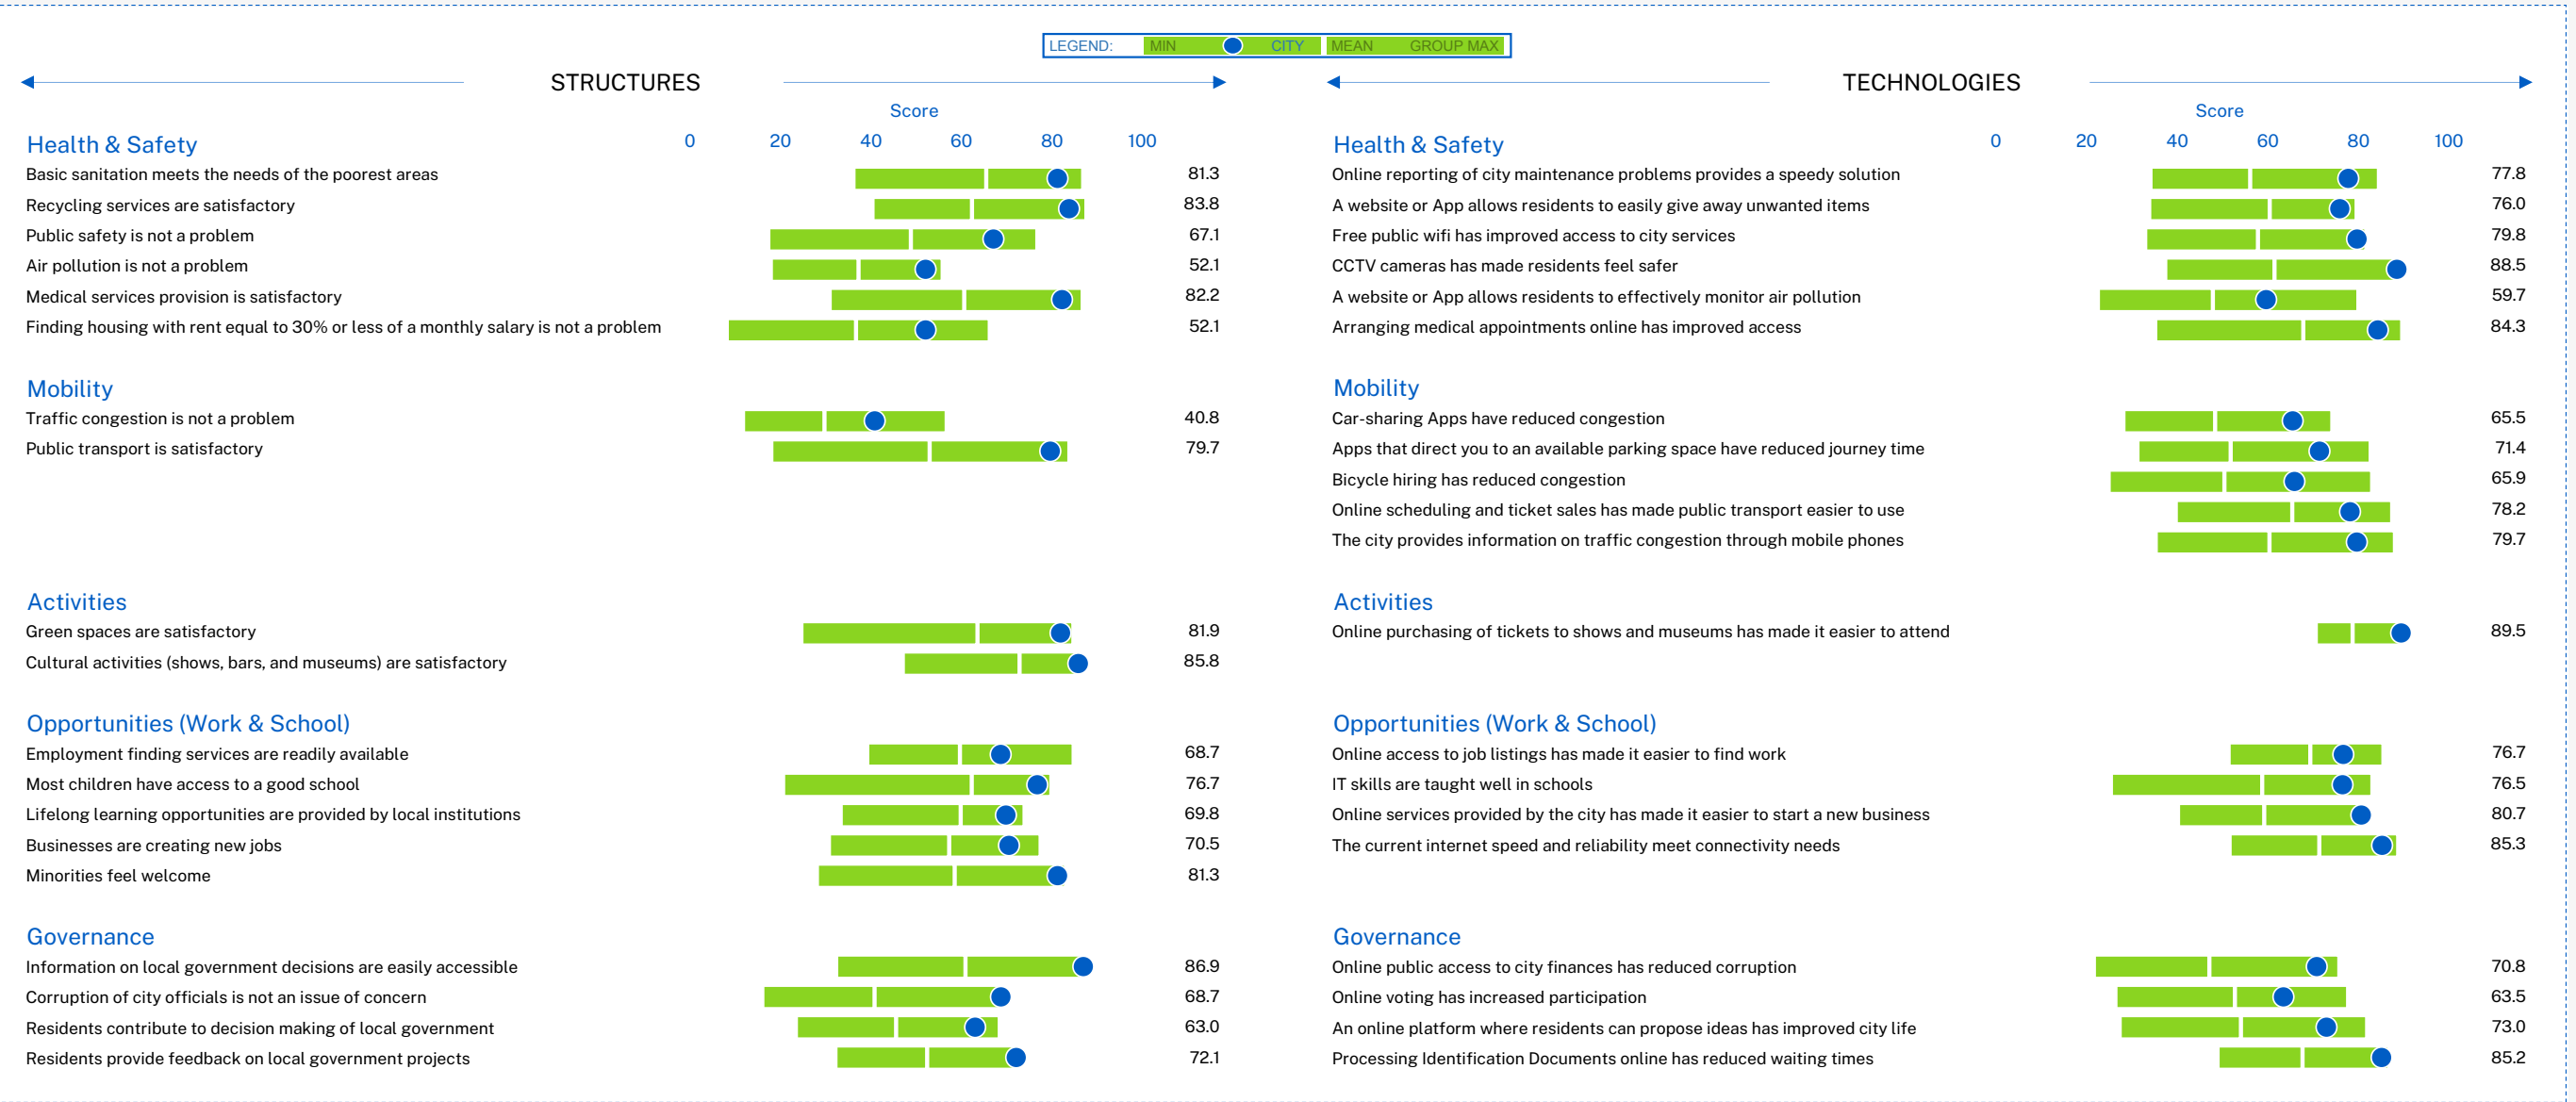 LEGEND: MIN CITY MEAN GROUP MAX
STRUCTURES
Score
Health & Safety 0 20 40 60 80 100
Basic sanitation meets the needs of the poorest areas 81.3
Recycling services are satisfactory 83.8
Public safety is not a problem 67.1
Air pollution is not a problem 52.1
Medical services provision is satisfactory 82.2
Finding housing with rent equal to 30% or less of a monthly salary is not a problem 52.1
Mobility
Traffic congestion is not a problem 40.8
Public transport is satisfactory 79.7
Activities
Green spaces are satisfactory 81.9
Cultural activities (shows, bars, and museums) are satisfactory 85.8
Opportunities (Work & School)
Employment finding services are readily available 68.7
Most children have access to a good school 76.7
Lifelong learning opportunities are provided by local institutions 69.8
Businesses are creating new jobs 70.5
Minorities feel welcome 81.3
Governance
Information on local government decisions are easily accessible 86.9
Corruption of city officials is not an issue of concern 68.7
Residents contribute to decision making of local government 63.0
Residents provide feedback on local government projects 72.1
TECHNOLOGIES
Score
Health & Safety 0 20 40 60 80 100
Online reporting of city maintenance problems provides a speedy solution 77.8
A website or App allows residents to easily give away unwanted items 76.0
Free public wifi has improved access to city services 79.8
CCTV cameras has made residents feel safer 88.5
A website or App allows residents to effectively monitor air pollution 59.7
Arranging medical appointments online has improved access 84.3
Mobility
Car-sharing Apps have reduced congestion 65.5
Apps that direct you to an available parking space have reduced journey time 71.4
Bicycle hiring has reduced congestion 65.9
Online scheduling and ticket sales has made public transport easier to use 78.2
The city provides information on traffic congestion through mobile phones 79.7
Activities
Online purchasing of tickets to shows and museums has made it easier to attend 89.5
Opportunities (Work & School)
Online access to job listings has made it easier to find work 76.7
IT skills are taught well in schools 76.5
Online services provided by the city has made it easier to start a new business 80.7
The current internet speed and reliability meet connectivity needs 85.3
Governance
Online public access to city finances has reduced corruption 70.8
Online voting has increased participation 63.5
An online platform where residents can propose ideas has improved city life 73.0
Processing Identification Documents online has reduced waiting times 85.2